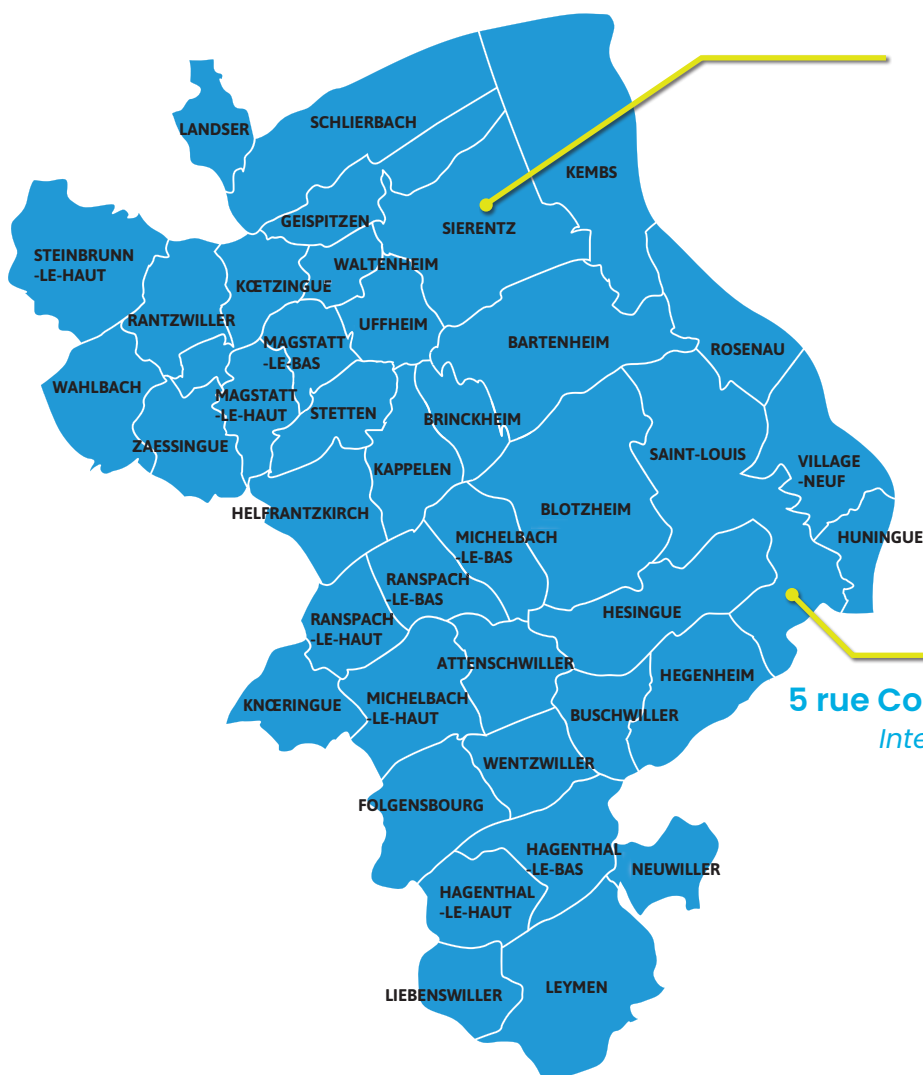 SCHLIERBACH
LANDSER
KEMBS
GEISPITZEN
SIERENTZ
STEINBRUNN
-LE-HAUT
WALTENHEIM
KŒTZINGUE
RANTZWILLER
UFFHEIM
MAGSTATT
-LE-BAS
BARTENHEIM
ROSENAU
WAHLBACH
MAGSTATT
-LE-HAUT
STETTEN
BRINCKHEIM
ZAESSINGUE
SAINT-LOUIS
VILLAGE
-NEUF
KAPPELEN
HELFRANTZKIRCH
BLOTZHEIM
MICHELBACH
-LE-BAS
HUNINGUE
RANSPACH
-LE-BAS
RANSPACH
-LE-HAUT
HESINGUE
ATTENSCHWILLER
HEGENHEIM
KNŒRINGUE
MICHELBACH
-LE-HAUT
BUSCHWILLER
5 rue Co
Inte
WENTZWILLER
FOLGENSBOURG
HAGENTHAL
-LE-BAS
NEUWILLER
HAGENTHAL
-LE-HAUT
LIEBENSWILLER
LEYMEN